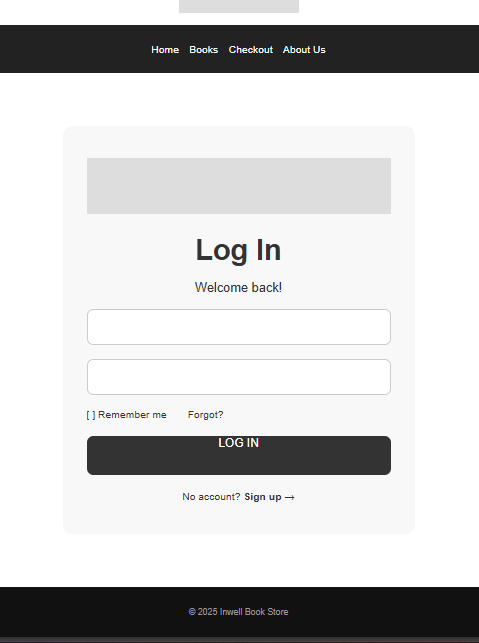 Home Books Checkout About Us
Log In
Welcome back!
[ ] Remember me Forgot?
LOG IN
No account? Sign up →
© 2025 Inwell Book Store